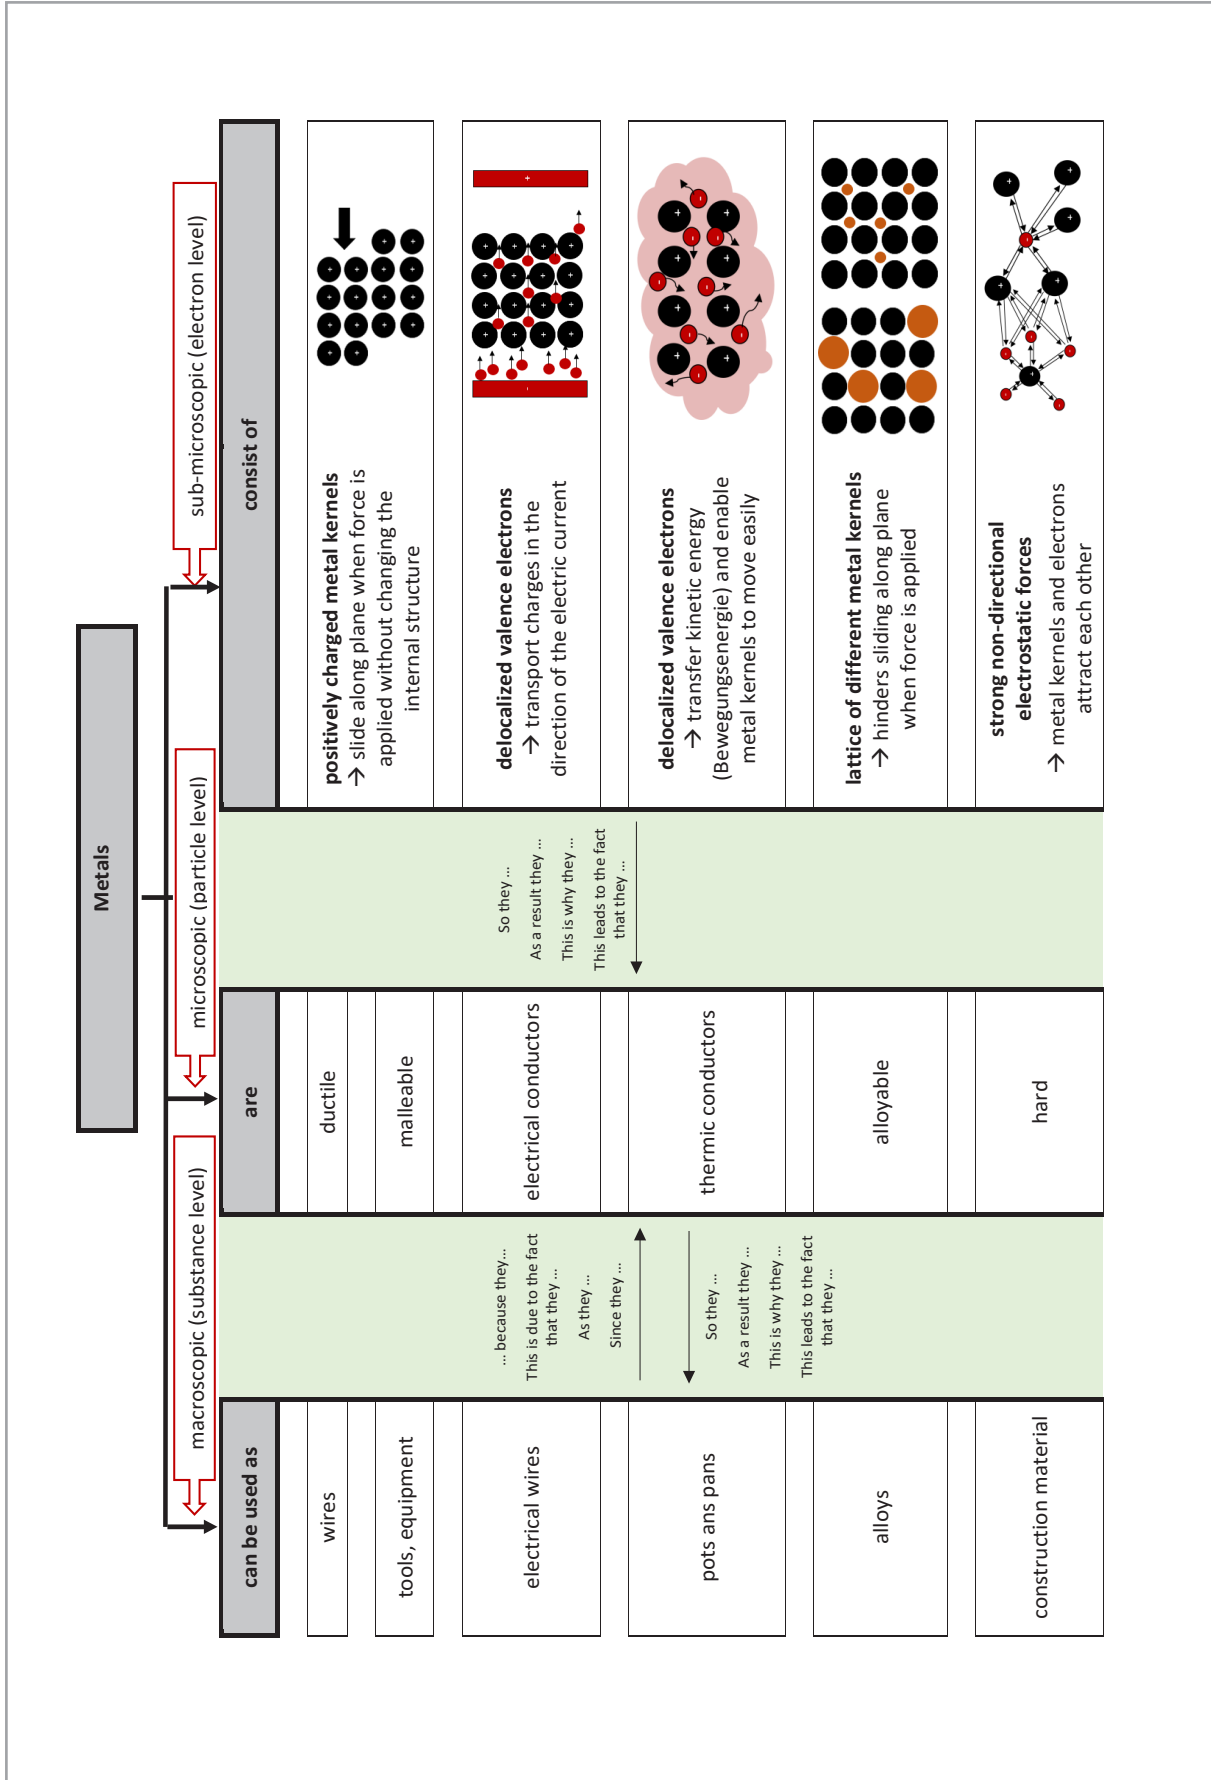 Metals
macroscopic (substance level)
microscopic (particle level)
sub-microscopic (electron level)
can be used as
are
consist of
wires
ductile
tools, equipment
malleable
positively charged metal kernels
→ slide along plane when force is
applied without changing the
internal structure
electrical wires
electrical conductors
delocalized valence electrons
→ transport charges in the
direction of the electric current
pots ans pans
thermic conductors
delocalized valence electrons
→ transfer kinetic energy
(Bewegungsenergie) and enable
metal kernels to move easily
alloys
alloyable
lattice of different metal kernels
→ hinders sliding along plane
when force is applied
construction material
hard
strong non-directional
electrostatic forces
→ metal kernels and electrons
attract each other
... because they...
This is due to the fact
that they ...
As they ...
Since they ...
So they ...
As a result they ...
This is why they ...
This leads to the fact
that they ...
So they ...
As a result they ...
This is why they ...
This leads to the fact
that they ...